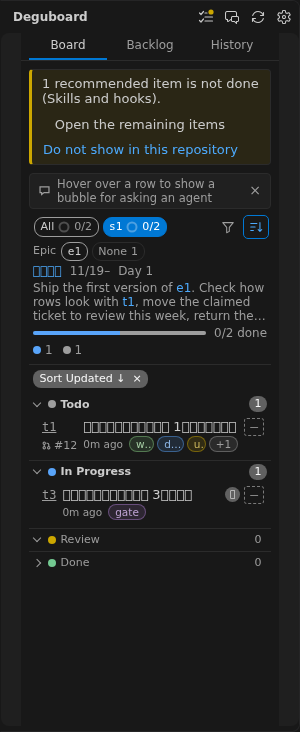 Deguboard
Board Backlog History
1 recommended item is not done
(Skills and hooks).
Open the remaining items
Do not show in this repository
Hover over a row to show a
bubble for asking an agent
All 0/2 s1 0/2
Epic e1 None 1
11/19– Day 1
Ship the first version of e1. Check how
rows look with t1, move the claimed
ticket to review this week, return the…
0/2 done
1 1
Sort Updated ↓ ×
Todo 1
t1 1
#12 0m ago w… d… u… +1
In Progress 1
t3 3
0m ago gate
Review 0
Done 0